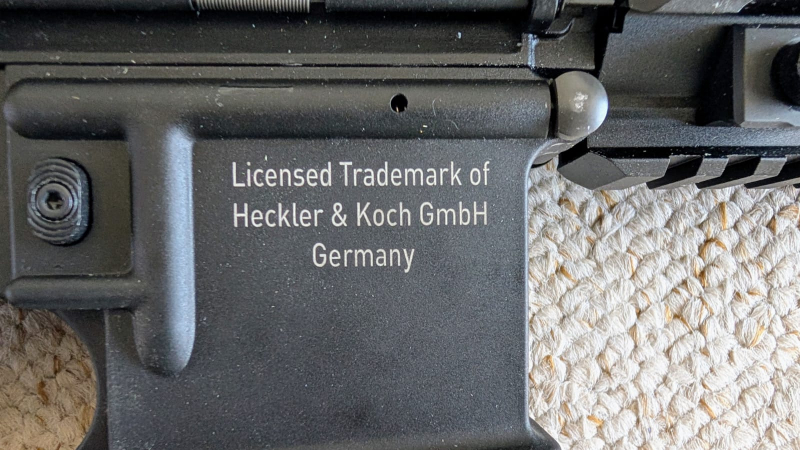 Licensed Trademark of
Heckler & Koch GmbH
Germany